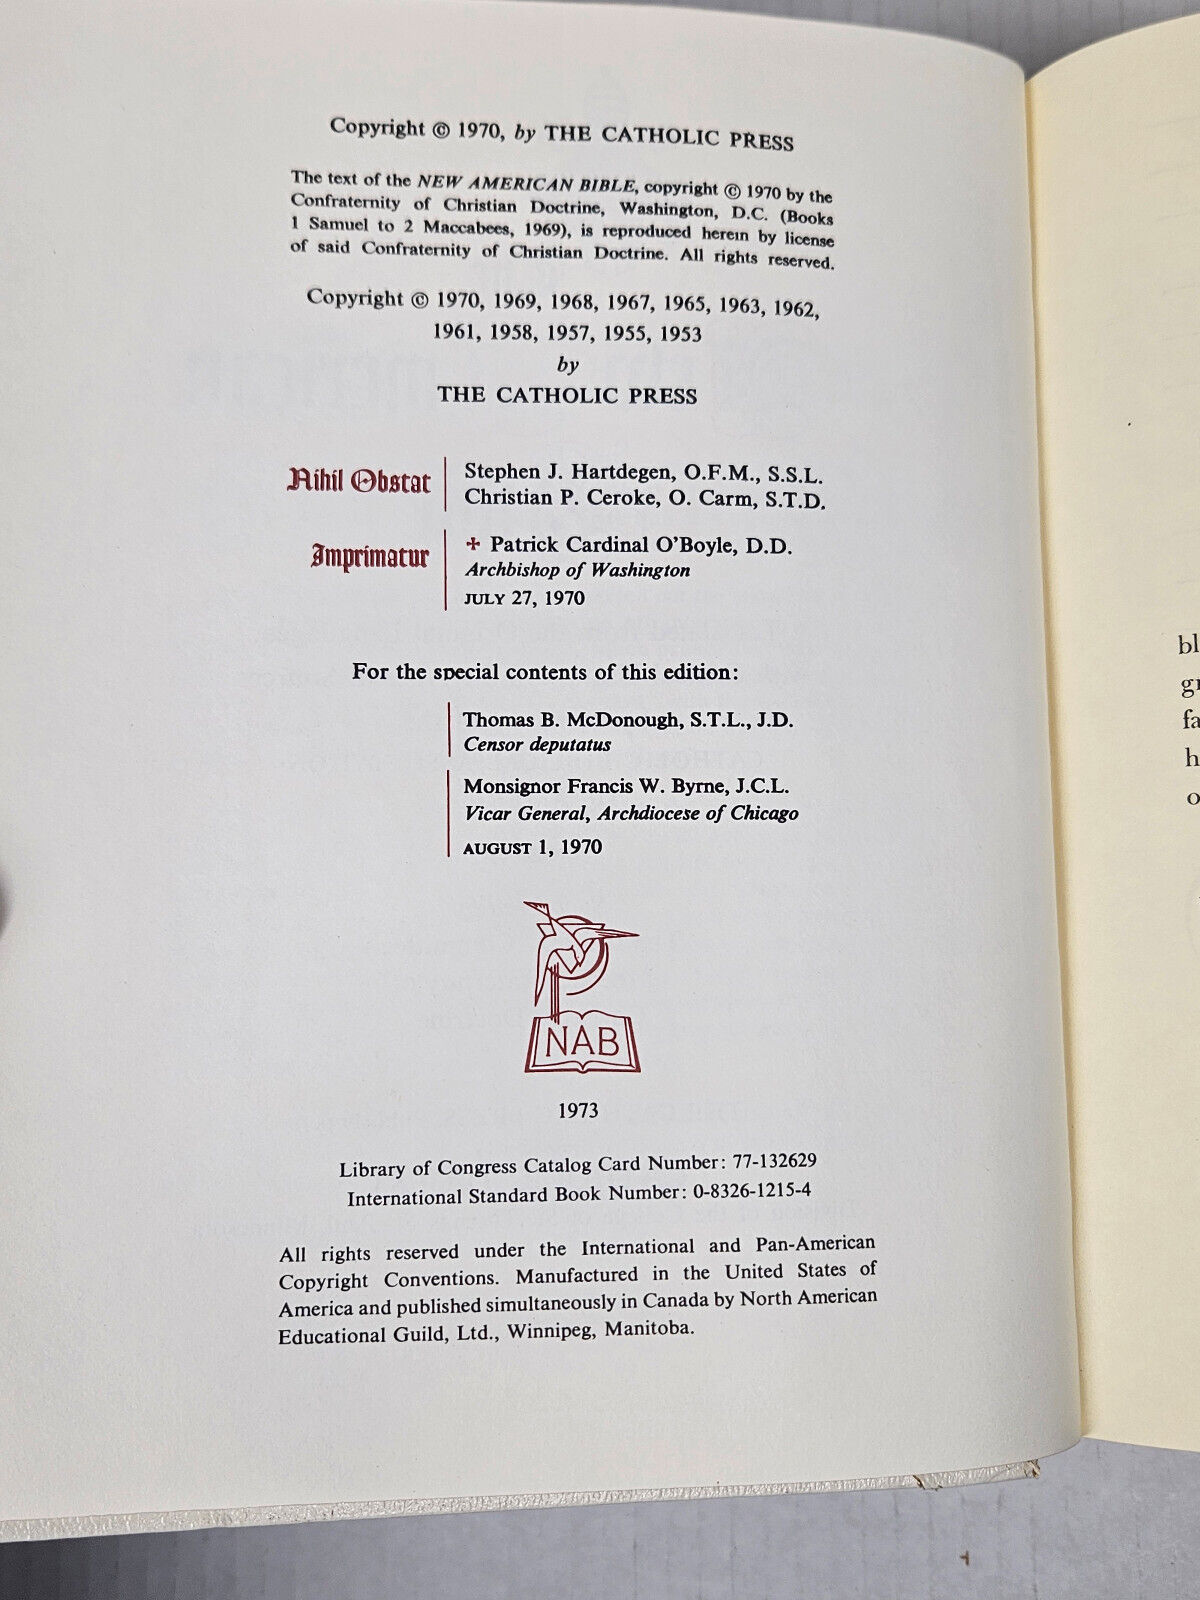 Copyright © 1970, by THE CATHOLIC PRESS
The text of the NEW AMERICAN BIBLE, copyright © 1970 by the
Confraternity of Christian Doctrine, Washington, D.C. (Books
1 Samuel to 2 Maccabees, 1969), is reproduced herein by license
of said Confraternity of Christian Doctrine. All rights reserved.
Copyright © 1970, 1969, 1968, 1967, 1965, 1963, 1962,
1961, 1958, 1957, 1955, 1953
by
THE CATHOLIC PRESS
Nihil Obstat
Stephen J. Hartdegen, O.F.M., S.S.L.
Christian P. Ceroke, O. Carm, S.T.D.
Imprimatur
✠ Patrick Cardinal O'Boyle, D.D.
Archbishop of Washington
JULY 27, 1970
For the special contents of this edition:
Thomas B. McDonough, S.T.L., J.D.
Censor deputatus
Monsignor Francis W. Byrne, J.C.L.
Vicar General, Archdiocese of Chicago
AUGUST 1, 1970
NAB
1973
Library of Congress Catalog Card Number: 77-132629
International Standard Book Number: 0-8326-1215-4
All rights reserved under the International and Pan-American
Copyright Conventions. Manufactured in the United States of
America and published simultaneously in Canada by North American
Educational Guild, Ltd., Winnipeg, Manitoba.